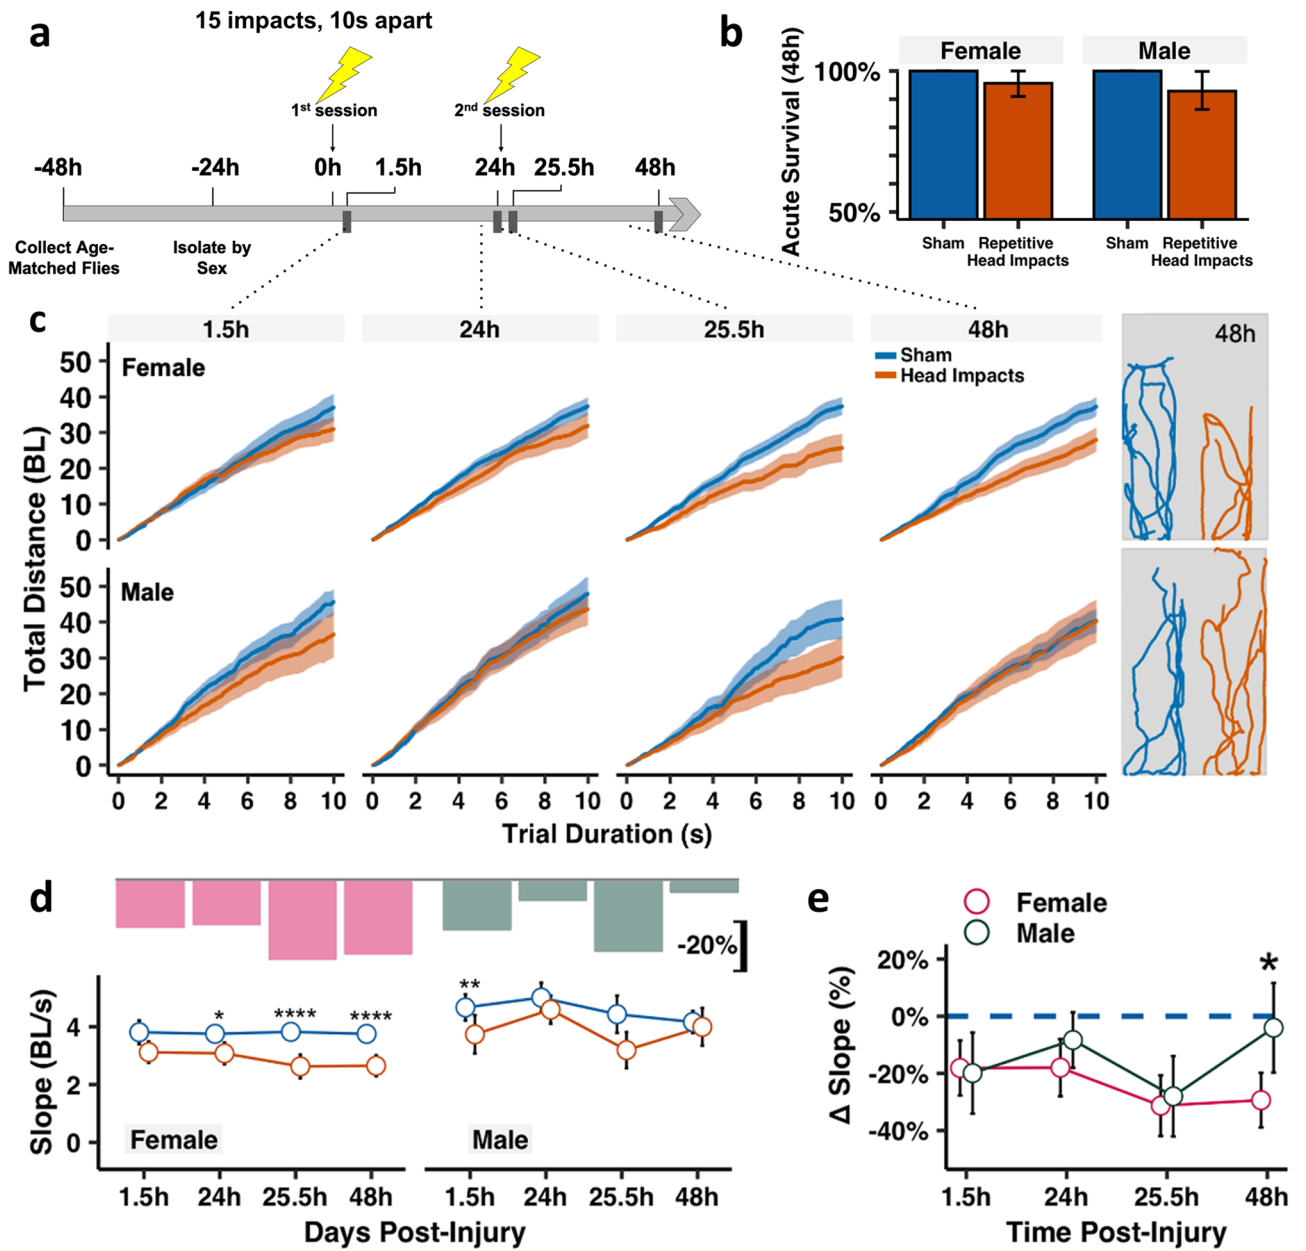 a
15 impacts, 10s apart
1st session
2nd session
-48h
-24h
0h
1.5h
24h
25.5h
48h
Collect Age-
Matched Flies
Isolate by
Sex
b
Acute Survival (48h)
Female
Male
100%
50%
Sham
Repetitive
Head Impacts
Sham
Repetitive
Head Impacts
c
1.5h
24h
25.5h
48h
48h
Total Distance (BL)
Female
Sham
Head Impacts
50
40
30
20
10
0
Male
50
40
30
20
10
0
0 2 4 6 8 10
0 2 4 6 8 10
0 2 4 6 8 10
0 2 4 6 8 10
Trial Duration (s)
d
-20%
Slope (BL/s)
4
2
0
* **** ****
**
Female
Male
1.5h 24h 25.5h 48h
1.5h 24h 25.5h 48h
Days Post-Injury
e
Female
Male
Δ Slope (%)
20%
0%
-20%
-40%
*
1.5h 24h 25.5h 48h
Time Post-Injury